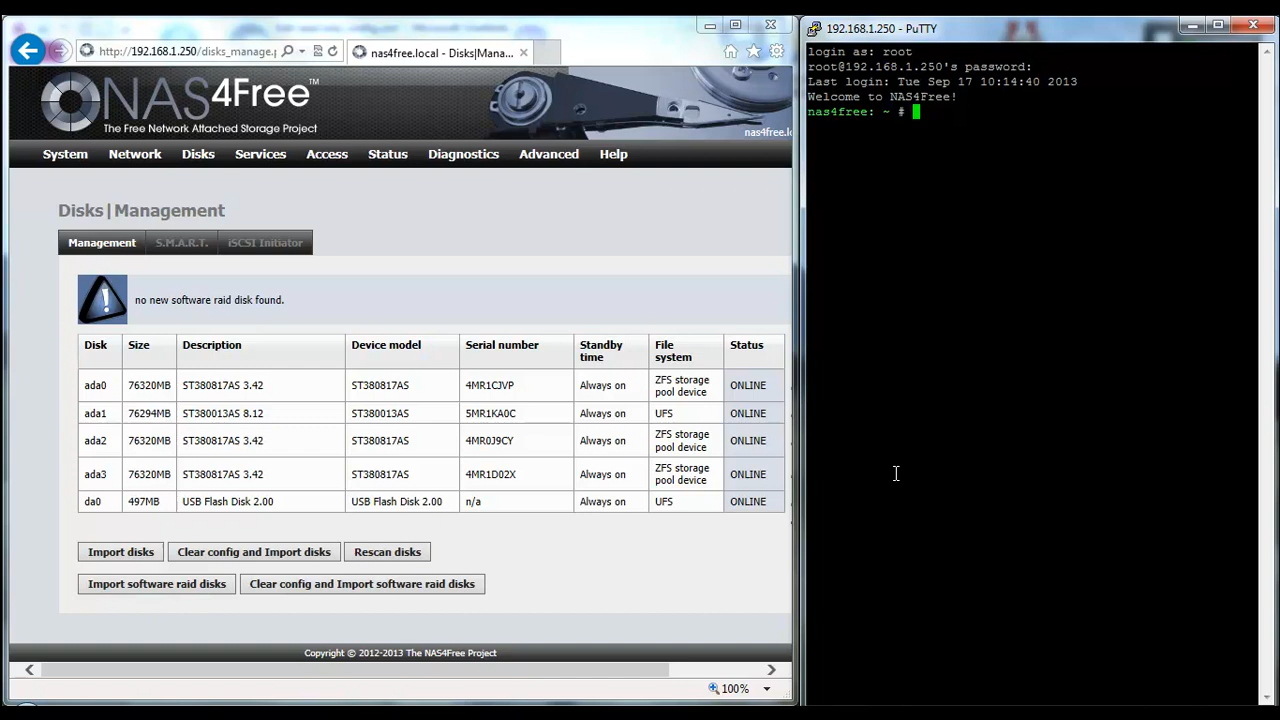 http://192.168.1.250/disks_manage.p
nas4free.local - Disks|Mana...
NAS4Free™
The Free Network Attached Storage Project
nas4free.lo
System Network Disks Services Access Status Diagnostics Advanced Help
Disks|Management
Management S.M.A.R.T. iSCSI Initiator
no new software raid disk found.
Disk Size Description Device model Serial number Standby time File system Status
ada0 76320MB ST380817AS 3.42 ST380817AS 4MR1CJVP Always on ZFS storage pool device ONLINE
ada1 76294MB ST380013AS 8.12 ST380013AS 5MR1KA0C Always on UFS ONLINE
ada2 76320MB ST380817AS 3.42 ST380817AS 4MR0J9CY Always on ZFS storage pool device ONLINE
ada3 76320MB ST380817AS 3.42 ST380817AS 4MR1D02X Always on ZFS storage pool device ONLINE
da0 497MB USB Flash Disk 2.00 USB Flash Disk 2.00 n/a Always on UFS ONLINE
Import disks Clear config and Import disks Rescan disks
Import software raid disks Clear config and Import software raid disks
Copyright © 2012-2013 The NAS4Free Project
100%
192.168.1.250 - PuTTY
login as: root
root@192.168.1.250's password:
Last login: Tue Sep 17 10:14:40 2013
Welcome to NAS4Free!
nas4free: ~ #